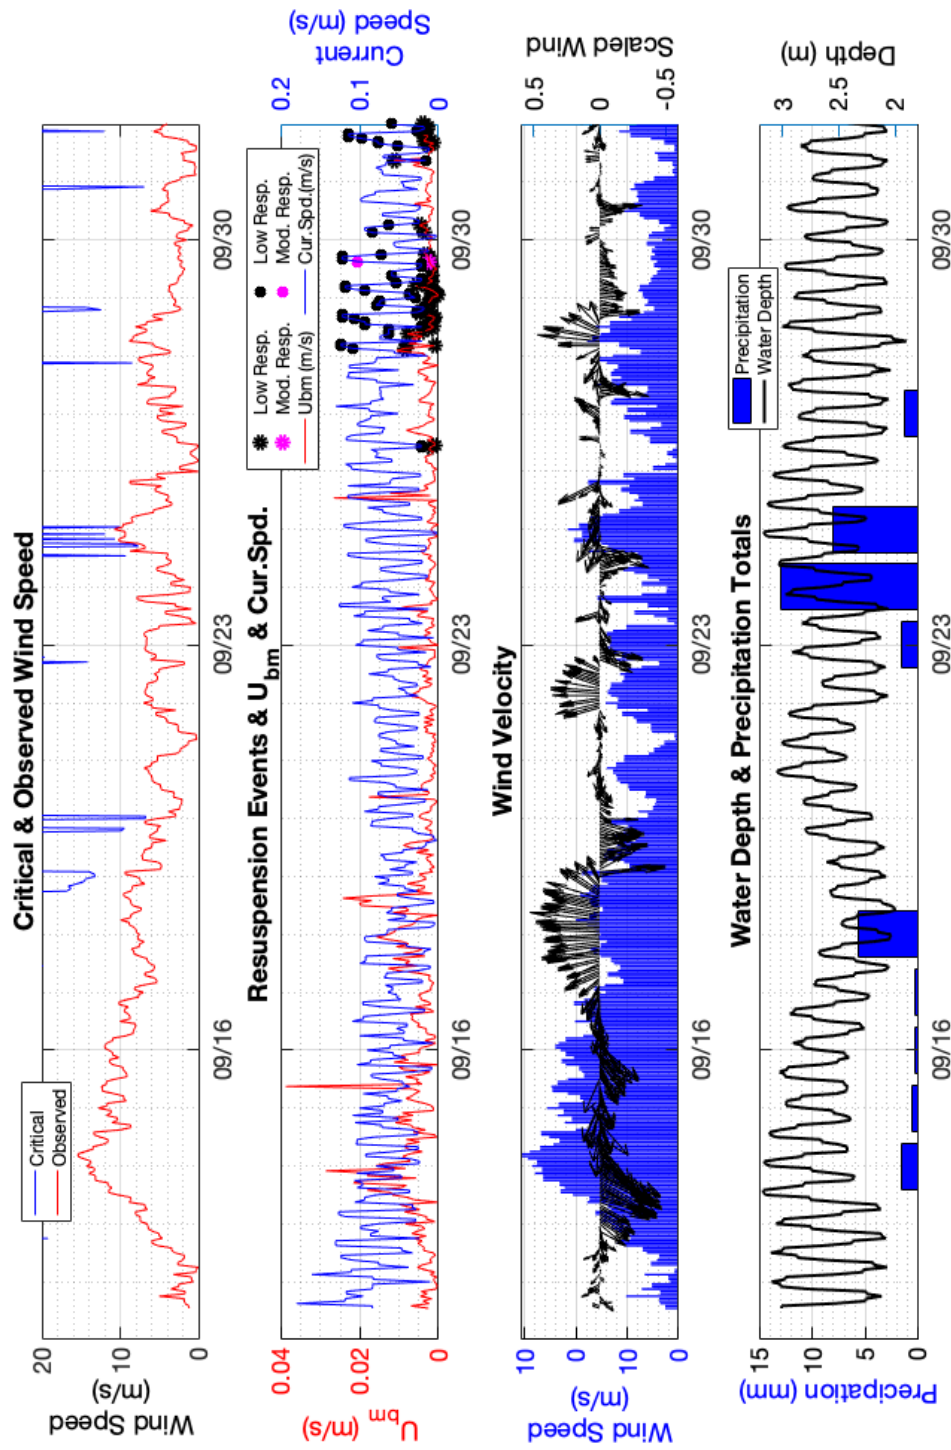 Critical & Observed Wind Speed
20
10
0
Wind Speed
(m/s)
Critical
Observed
09/16
09/23
09/30
Resuspension Events & U_bm & Cur.Spd.
0.04
0.02
0
U_bm (m/s)
0.2
0.1
0
Current
Speed (m/s)
Low Resp.
Mod. Resp.
Ubm (m/s)
Low Resp.
Mod. Resp.
Cur.Spd.(m/s)
09/16
09/23
09/30
Wind Velocity
0
10
10
0
Wind Speed
(m/s)
0.5
0
-0.5
Scaled Wind
09/16
09/23
09/30
Water Depth & Precipitation Totals
15
10
5
0
Precipation (mm)
3
2.5
2
Depth (m)
Precipitation
Water Depth
09/16
09/23
09/30